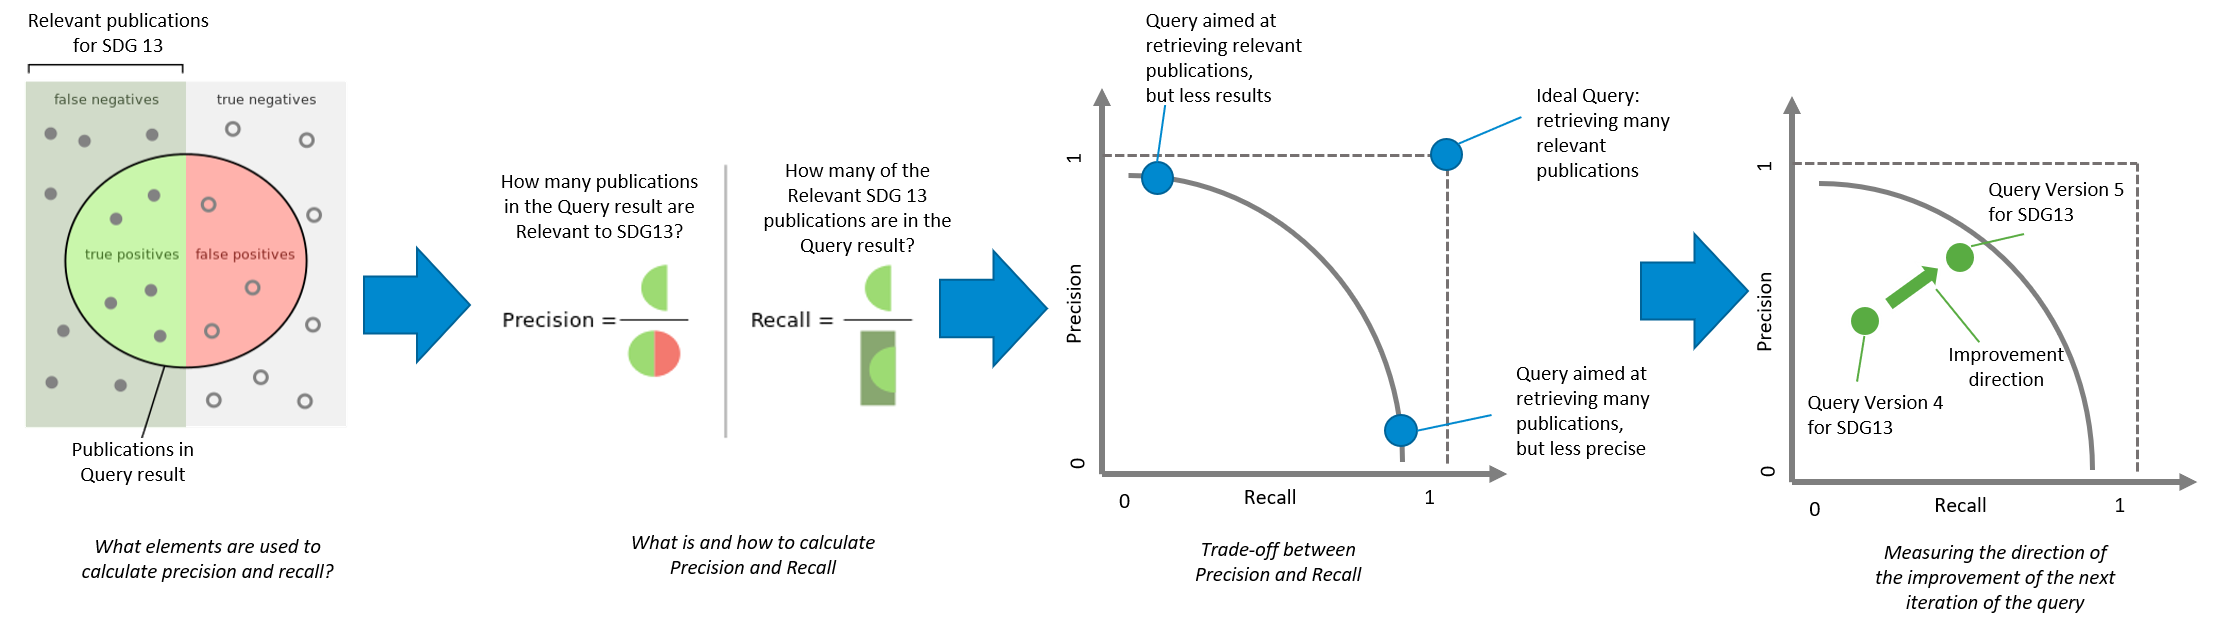 Relevant publications
for SDG 13
false negatives
true negatives
true positives
false positives
Publications in
Query result
What elements are used to
calculate precision and recall?
How many publications
in the Query result are
Relevant to SDG13?
Precision =
How many of the
Relevant SDG 13
publications are in the
Query result?
Recall =
What is and how to calculate
Precision and Recall
Query aimed at
retrieving relevant
publications,
but less results
Ideal Query:
retrieving many
relevant
publications
Query aimed at
retrieving many
publications,
but less precise
1
Precision
0
0
Recall
1
Trade-off between
Precision and Recall
1
Precision
0
Query Version 5
for SDG13
Improvement
direction
Query Version 4
for SDG13
0
Recall
1
Measuring the direction of
the improvement of the next
iteration of the query